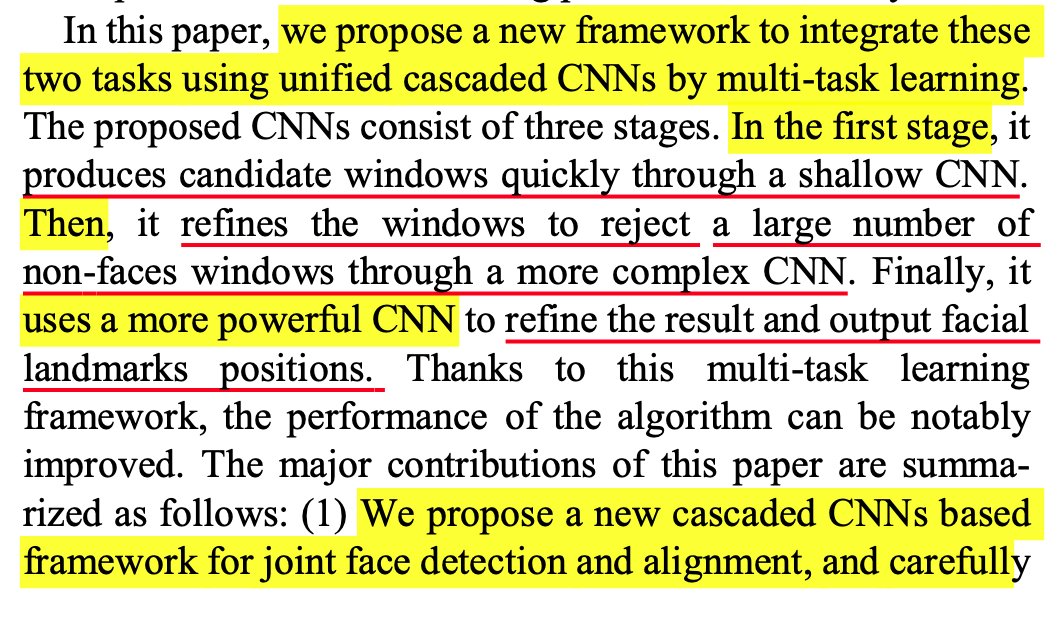 In this paper, we propose a new framework to integrate these
two tasks using unified cascaded CNNs by multi-task learning.
The proposed CNNs consist of three stages. In the first stage, it
produces candidate windows quickly through a shallow CNN.
Then, it refines the windows to reject a large number of
non-faces windows through a more complex CNN. Finally, it
uses a more powerful CNN to refine the result and output facial
landmarks positions. Thanks to this multi-task learning
framework, the performance of the algorithm can be notably
improved. The major contributions of this paper are summa-
rized as follows: (1) We propose a new cascaded CNNs based
framework for joint face detection and alignment, and carefully